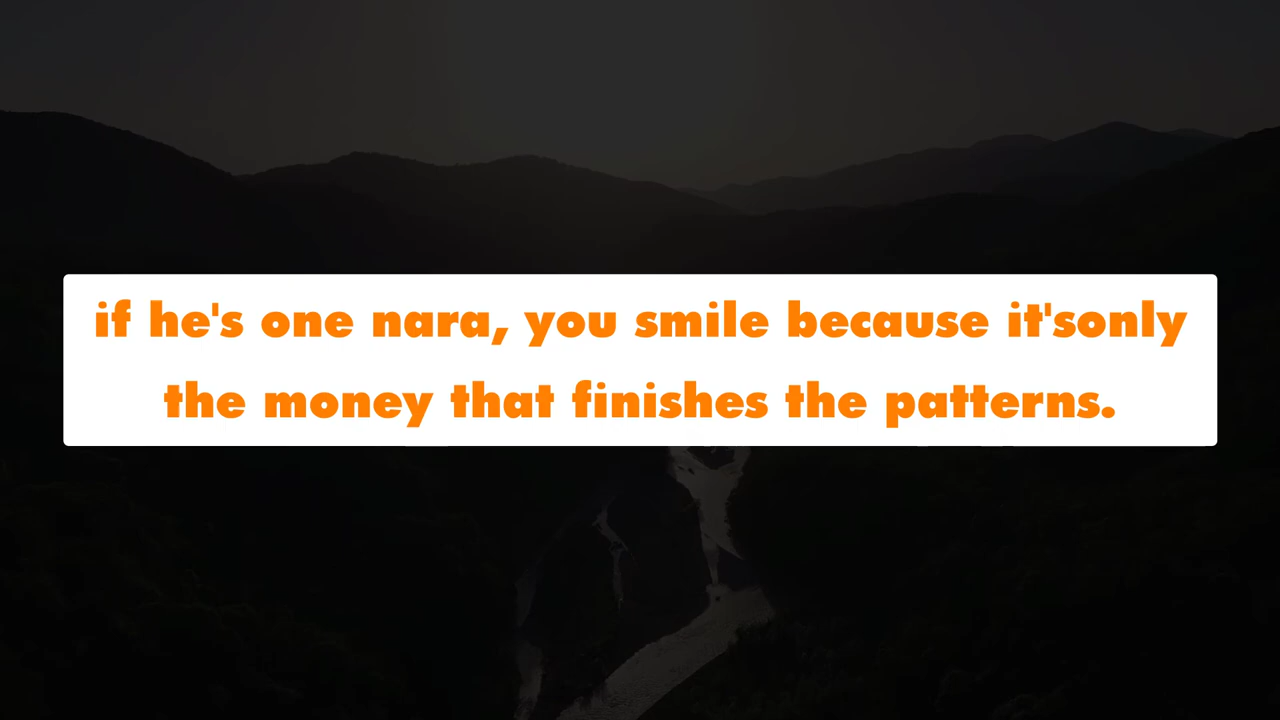 if he's one nara, you smile because it'sonly
the money that finishes the patterns.